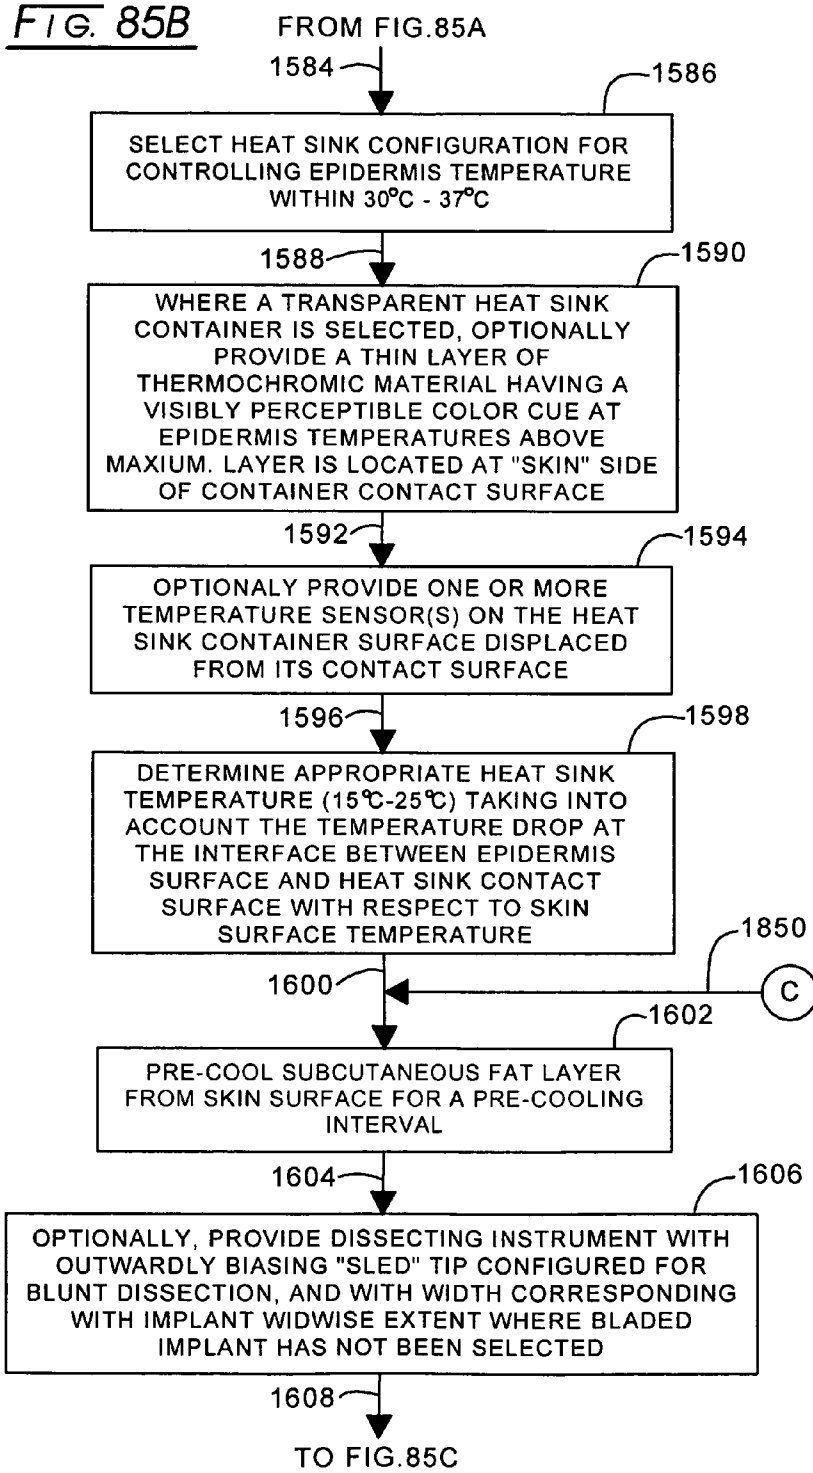 FIG. 85B
FROM FIG.85A
1584
1586
SELECT HEAT SINK CONFIGURATION FOR
CONTROLLING EPIDERMIS TEMPERATURE
WITHIN 30°C - 37°C
1588
1590
WHERE A TRANSPARENT HEAT SINK
CONTAINER IS SELECTED, OPTIONALLY
PROVIDE A THIN LAYER OF
THERMOCHROMIC MATERIAL HAVING A
VISIBLY PERCEPTIBLE COLOR CUE AT
EPIDERMIS TEMPERATURES ABOVE
MAXIUM. LAYER IS LOCATED AT "SKIN" SIDE
OF CONTAINER CONTACT SURFACE
1592
1594
OPTIONALY PROVIDE ONE OR MORE
TEMPERATURE SENSOR(S) ON THE HEAT
SINK CONTAINER SURFACE DISPLACED
FROM ITS CONTACT SURFACE
1596
1598
DETERMINE APPROPRIATE HEAT SINK
TEMPERATURE (15°C-25°C) TAKING INTO
ACCOUNT THE TEMPERATURE DROP AT
THE INTERFACE BETWEEN EPIDERMIS
SURFACE AND HEAT SINK CONTACT
SURFACE WITH RESPECT TO SKIN
SURFACE TEMPERATURE
1850
1600
C
1602
PRE-COOL SUBCUTANEOUS FAT LAYER
FROM SKIN SURFACE FOR A PRE-COOLING
INTERVAL
1604
1606
OPTIONALLY, PROVIDE DISSECTING INSTRUMENT WITH
OUTWARDLY BIASING "SLED" TIP CONFIGURED FOR
BLUNT DISSECTION, AND WITH WIDTH CORRESPONDING
WITH IMPLANT WIDWISE EXTENT WHERE BLADED
IMPLANT HAS NOT BEEN SELECTED
1608
TO FIG.85C